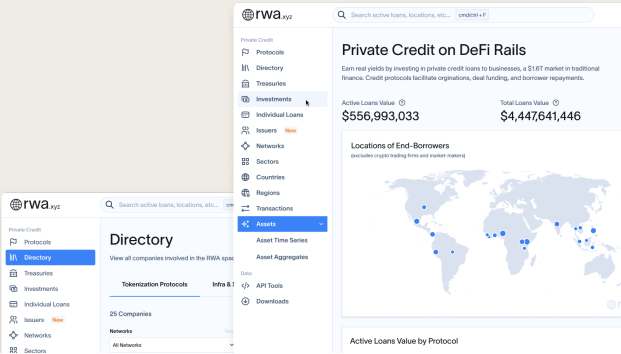 rwa.xyz
Search active loans, locations, etc...
cmd/ctrl + F
Private Credit
Protocols
Directory
Treasuries
Investments
Individual Loans
Issuers New
Networks
Sectors
Countries
Regions
Transactions
Assets
Asset Time Series
Asset Aggregates
Data
API Tools
Downloads
Private Credit on DeFi Rails
Earn real yields by investing in private credit loans to businesses, a $1.6T market in traditional
finance. Credit protocols facilitate orginations, deal funding, and borrower repayments.
Active Loans Value
$556,993,033
Total Loans Value
$4,447,641,446
Locations of End-Borrowers
(excludes crypto trading firms and market-makers)
Active Loans Value by Protocol
rwa.xyz
Search active loans, locations, etc...
Private Credit
Protocols
Directory
Treasuries
Investments
Individual Loans
Issuers New
Networks
Sectors
Directory
View all companies involved in the RWA spac
Tokenization Protocols
Infra &
25 Companies
Networks
All Networks